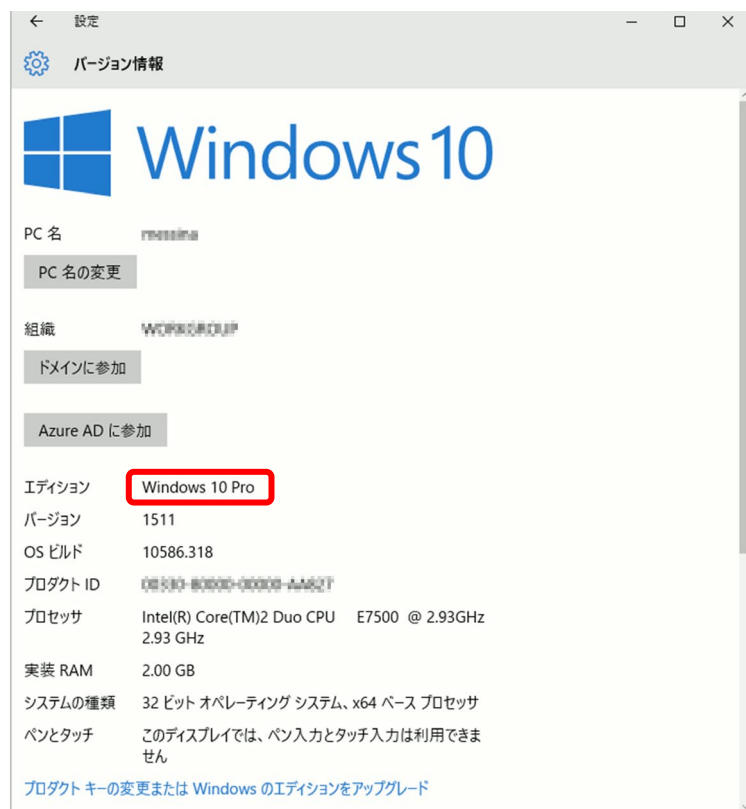 設定
バージョン情報
Windows 10
PC 名
PC 名の変更
組織
ドメインに参加
Azure AD に参加
エディション Windows 10 Pro
バージョン 1511
OS ビルド 10586.318
プロダクト ID
プロセッサ Intel(R) Core(TM)2 Duo CPU E7500 @ 2.93GHz
2.93 GHz
実装 RAM 2.00 GB
システムの種類 32 ビット オペレーティング システム、x64 ベース プロセッサ
ペンとタッチ このディスプレイでは、ペン入力とタッチ入力は利用できま
せん
プロダクト キーの変更または Windows のエディションをアップグレード